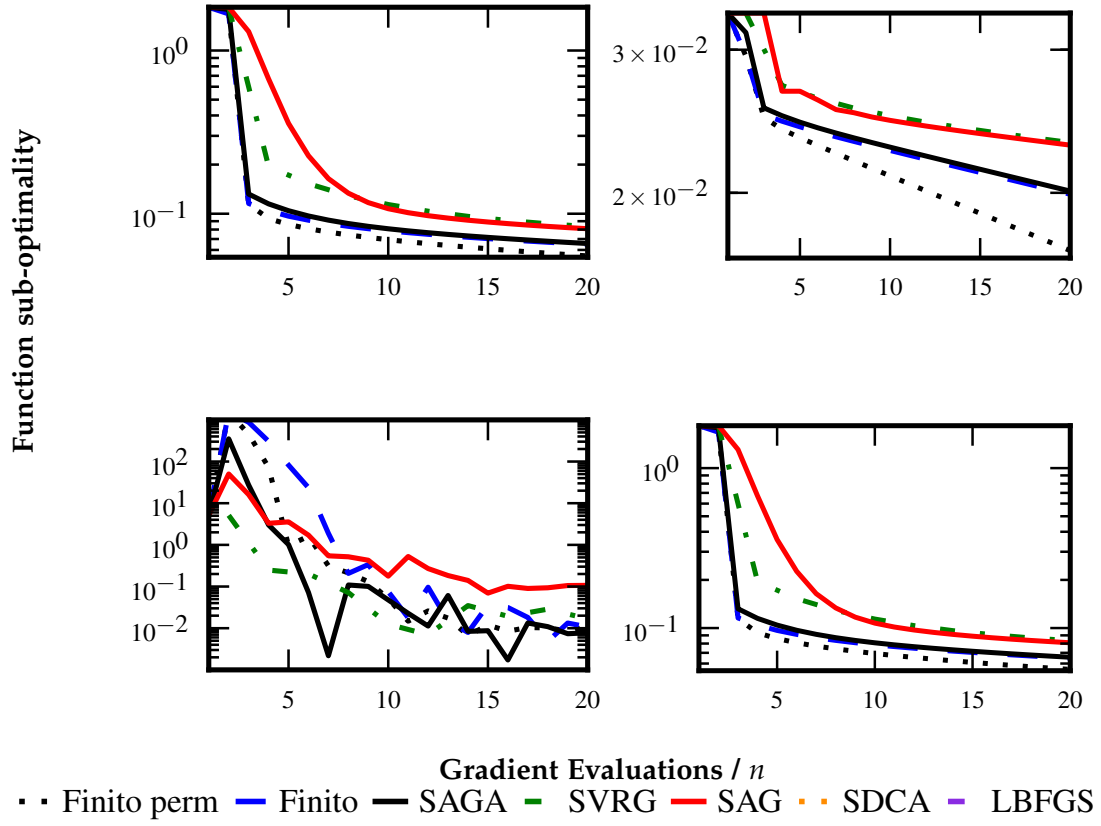 Function sub-optimality
10^0
10^-1
5 10 15 20
3 × 10^-2
2 × 10^-2
5 10 15 20
10^2
10^1
10^0
10^-1
10^-2
5 10 15 20
10^0
10^-1
5 10 15 20
Gradient Evaluations / n
Finito perm Finito SAGA SVRG SAG SDCA LBFGS